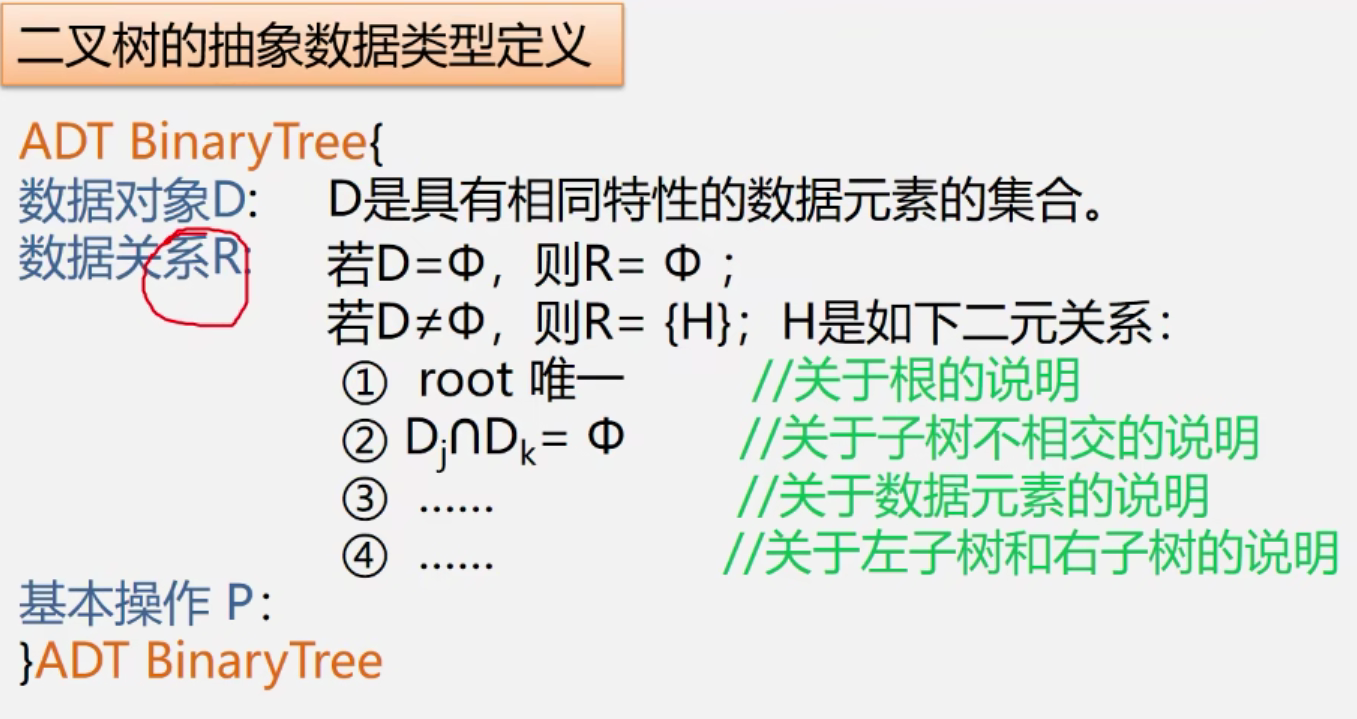 二叉树的抽象数据类型定义
ADT BinaryTree{
数据对象D: D是具有相同特性的数据元素的集合。
数据关系R: 若D=Φ，则R= Φ ；
若D≠Φ，则R= {H}；H是如下二元关系：
① root 唯一 //关于根的说明
② Dj∩Dk= Φ //关于子树不相交的说明
③ …… //关于数据元素的说明
④ …… //关于左子树和右子树的说明
基本操作 P：
}ADT BinaryTree